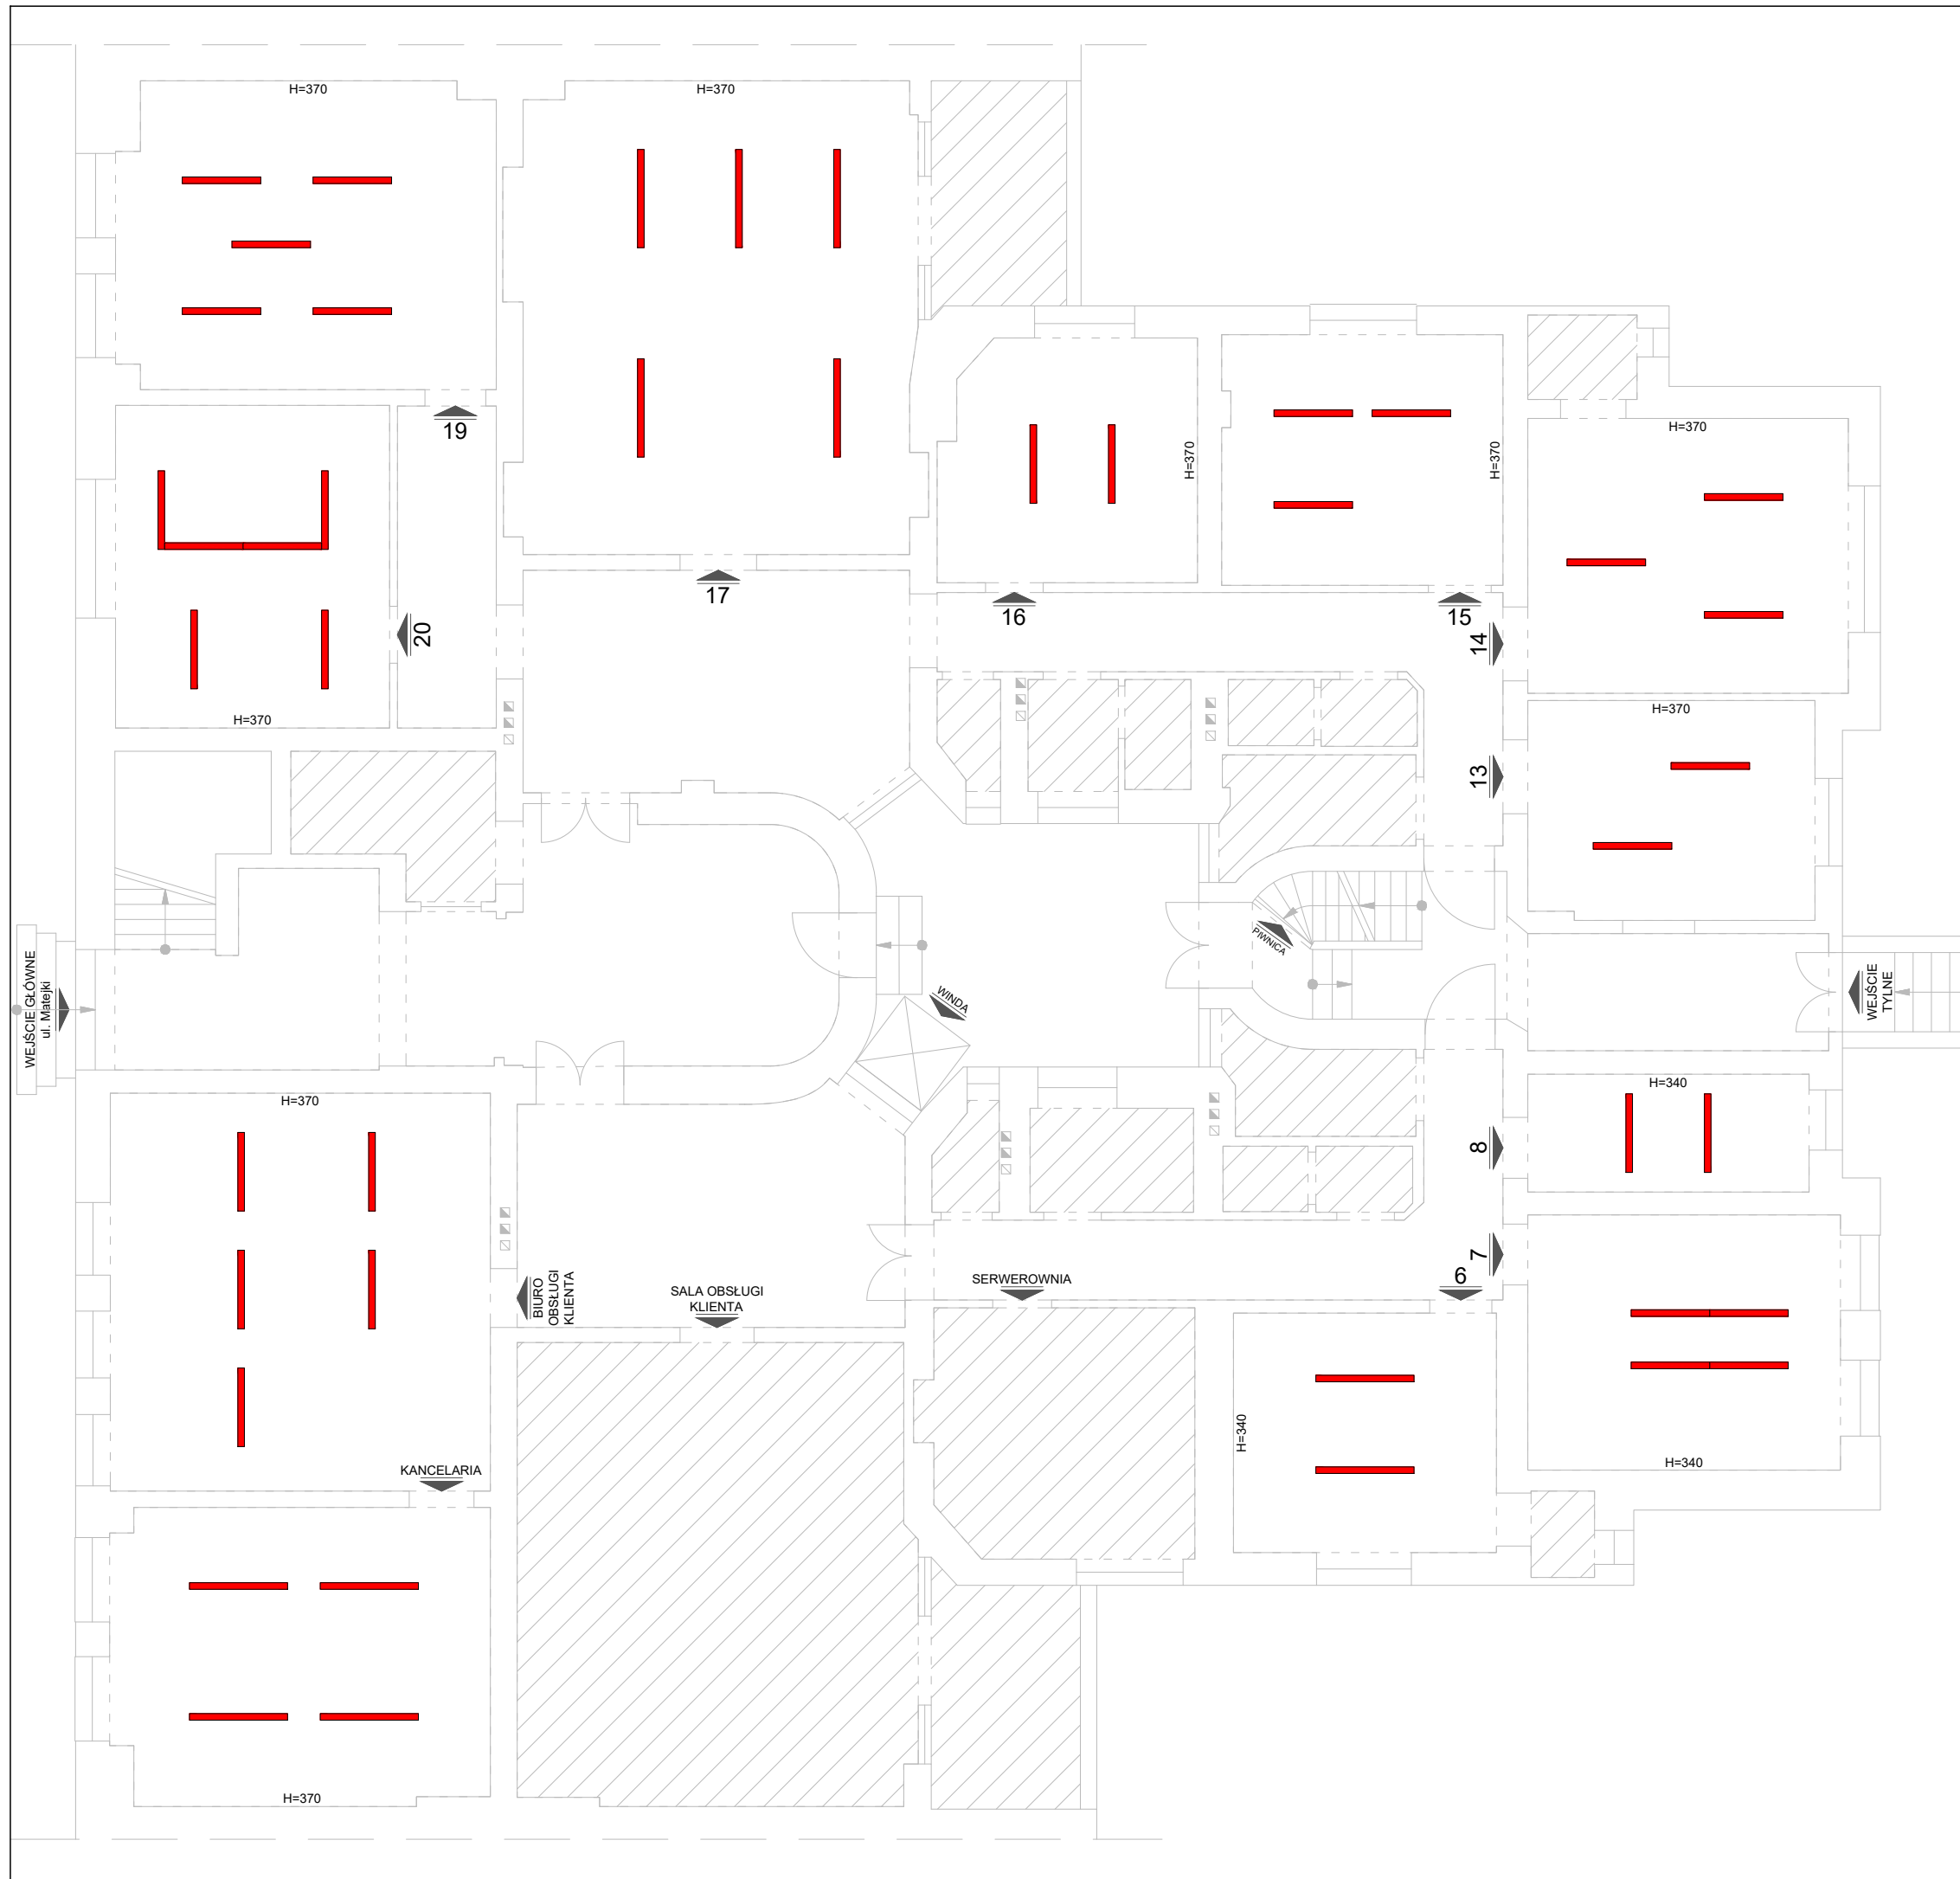 H=370
H=370
19
H=370
H=370
H=370
17
16
15
14
20
H=370
H=370
13
PIWNICA
WINDA
WEJŚCIE GŁÓWNE
ul. Matejki
WEJŚCIE
TYLNE
H=340
H=370
8
7
6
BIURO
OBSŁUGI
KLIENTA
SALA OBSŁUGI
KLIENTA
SERWEROWNIA
H=340
H=340
KANCELARIA
H=370